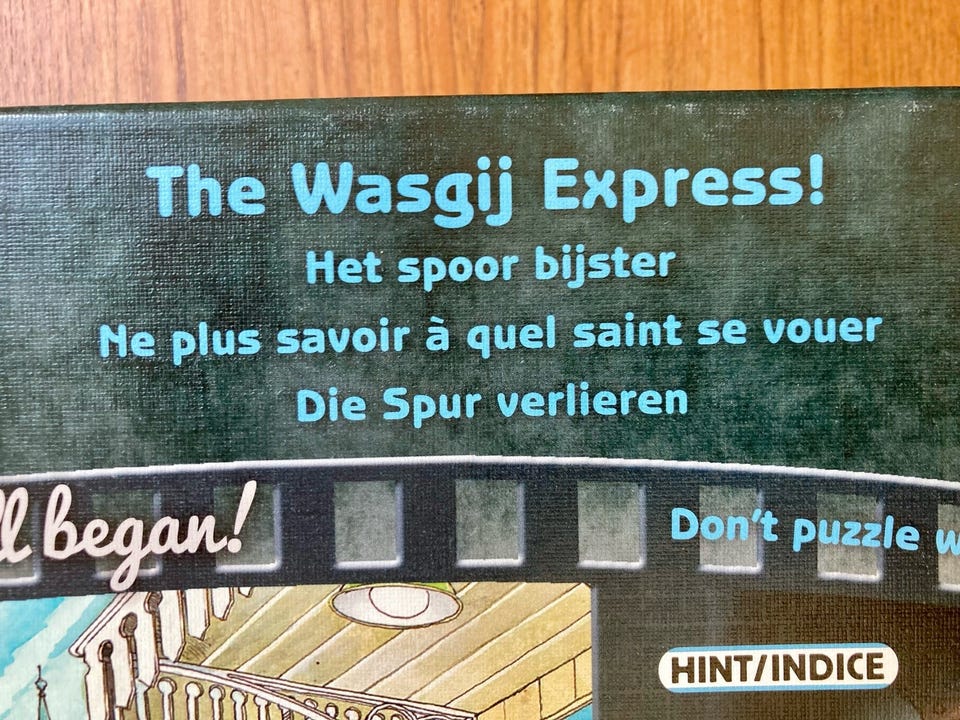 The Wasgij Express!
Het spoor bijster
Ne plus savoir à quel saint se vouer
Die Spur verlieren
began!
Don't puzzle
HINT/INDICE